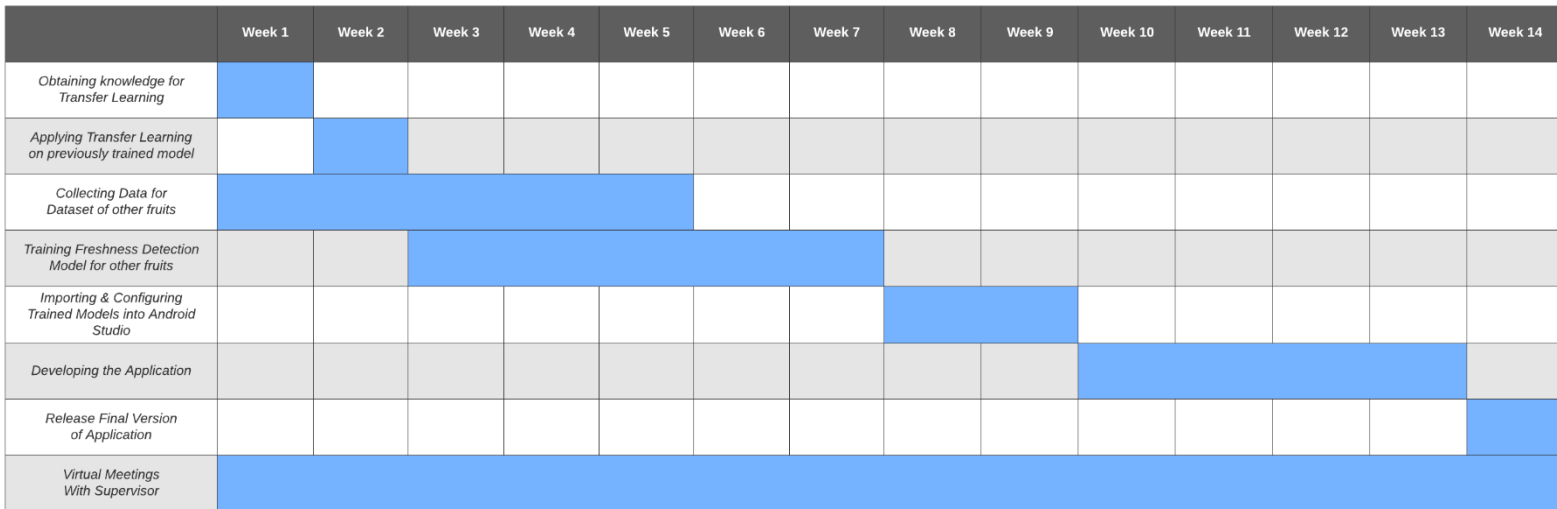 Week 1 Week 2 Week 3 Week 4 Week 5 Week 6 Week 7 Week 8 Week 9 Week 10 Week 11 Week 12 Week 13 Week 14
Obtaining knowledge for
Transfer Learning
Applying Transfer Learning
on previously trained model
Collecting Data for
Dataset of other fruits
Training Freshness Detection
Model for other fruits
Importing & Configuring
Trained Models into Android
Studio
Developing the Application
Release Final Version
of Application
Virtual Meetings
With Supervisor